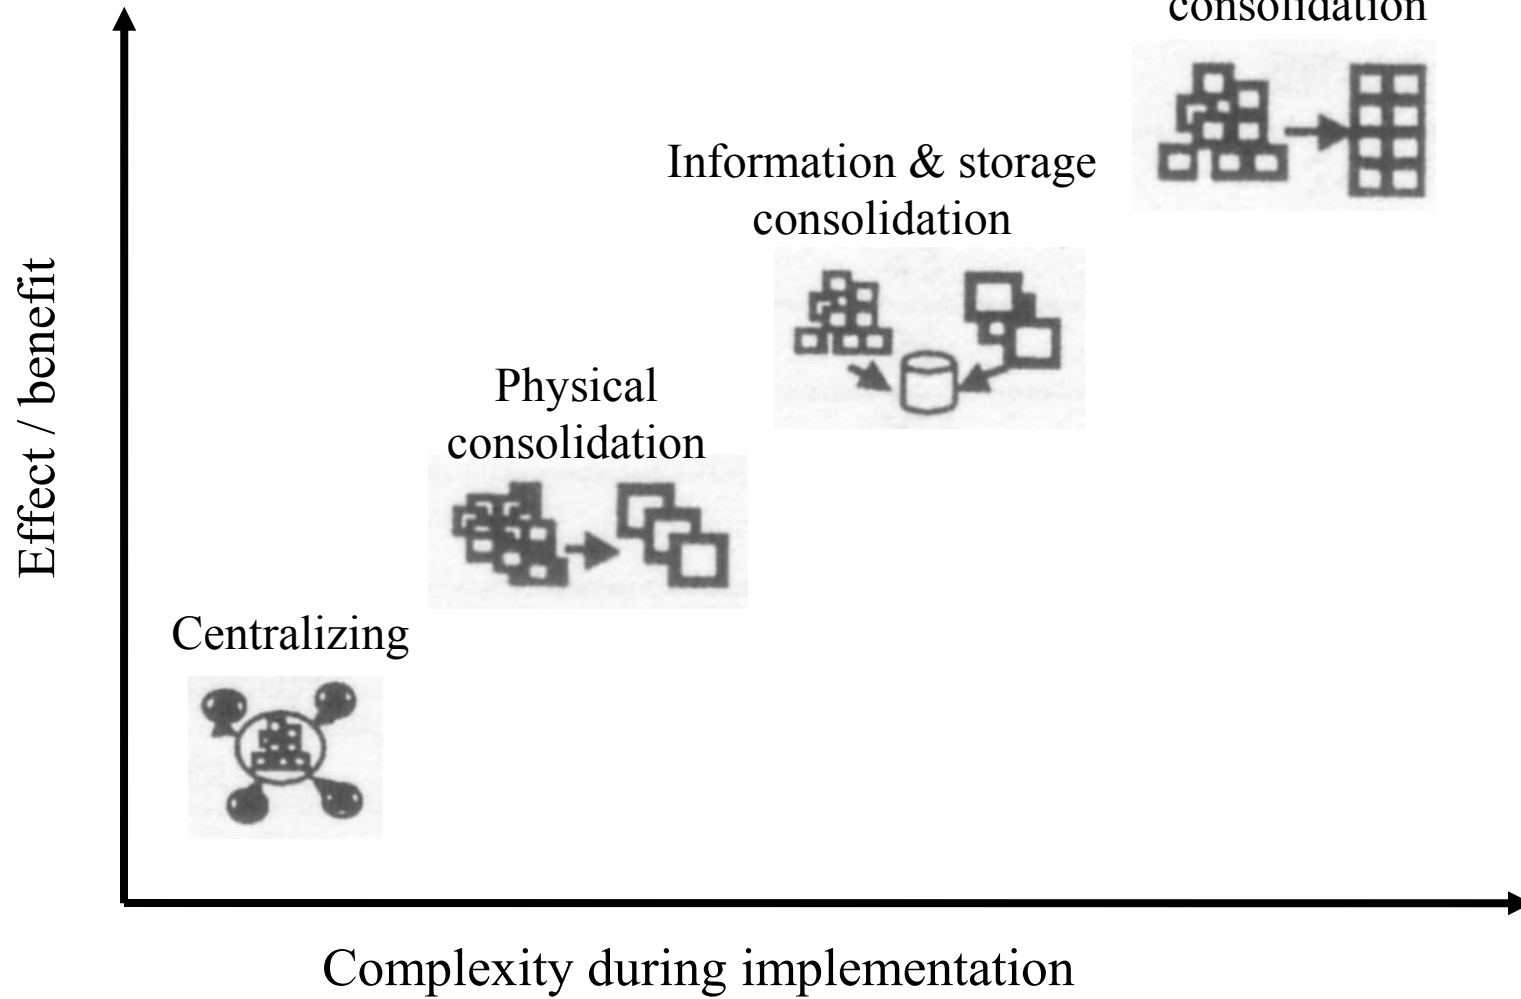 consolidation
Information & storage
consolidation
Physical
consolidation
Centralizing
Effect / benefit
Complexity during implementation